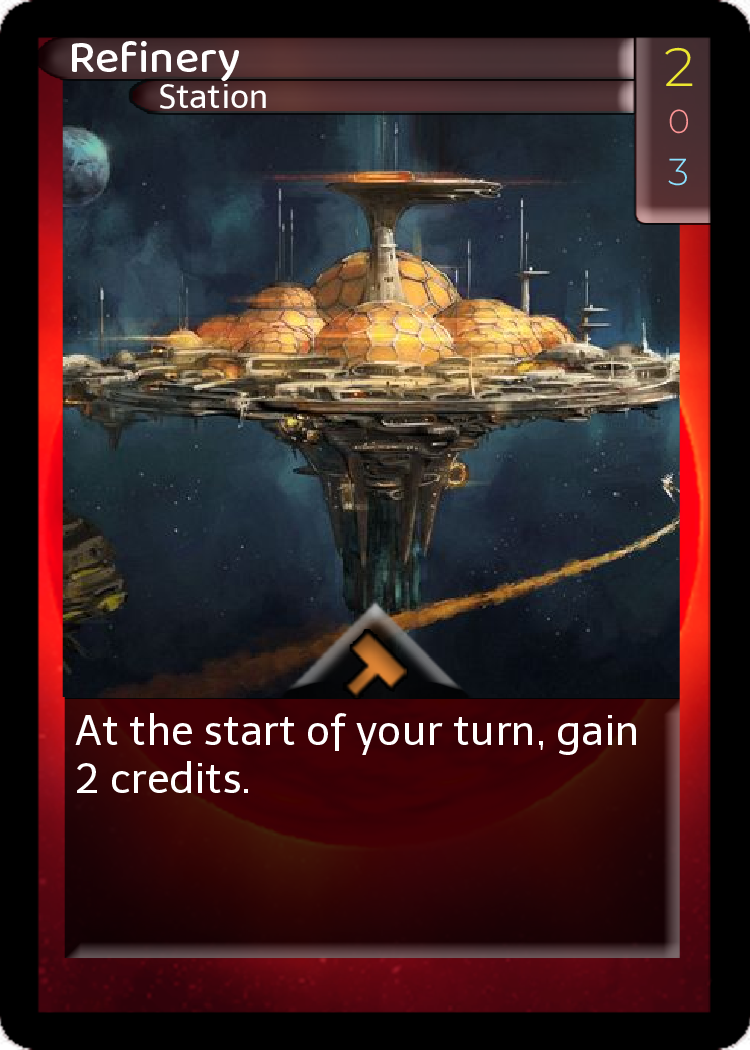 Refinery
2
Station
0
3
At the start of your turn, gain
2 credits.